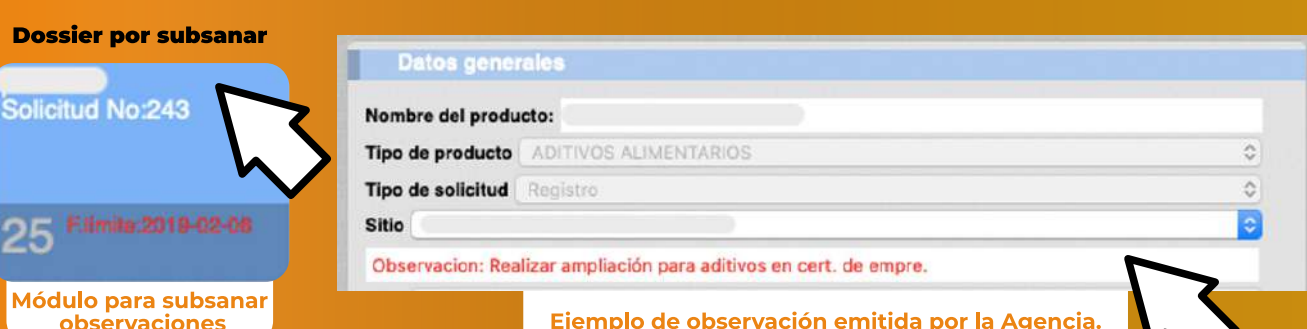 Dossier por subsanar
Solicitud No:243
25 F.límite:2019-02-06
Módulo para subsanar
observaciones
Datos generales
Nombre del producto:
Tipo de producto ADITIVOS ALIMENTARIOS
Tipo de solicitud Registro
Sitio
Observacion: Realizar ampliación para aditivos en cert. de empre.
Ejemplo de observación emitida por la Agencia.